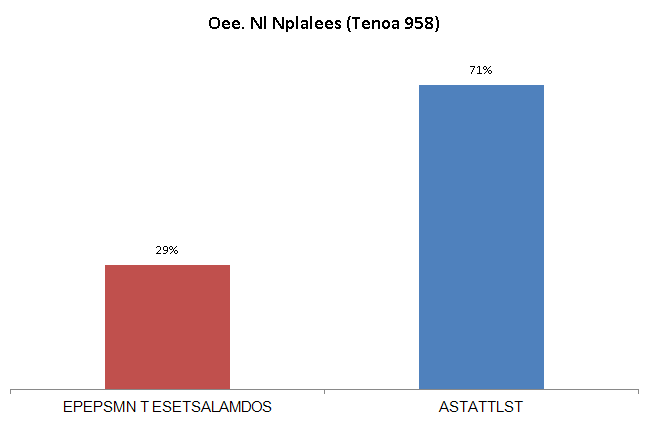 Oee. Nl Nplalees (Tenoa 958)
71%
29%
EPEPSMN T ESETSALAMDOS
ASTATTLST